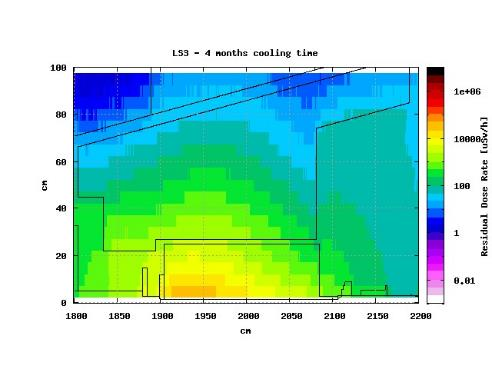 LS3 - 4 months cooling time
100
80
60
40
20
0
cm
1800 1850 1900 1950 2000 2050 2100 2150 2200
cm
1e+06
10000
100
1
0.01
Residual Dose Rate [uSv/h]